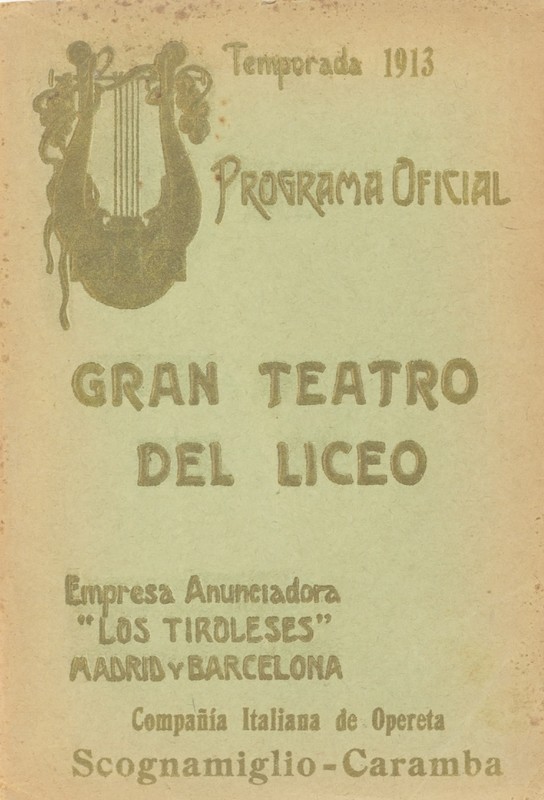 Temporada 1913
PROGRAMA OFICIAL
GRAN TEATRO
DEL LICEO
Empresa Anunciadora
"LOS TIROLESES"
MADRID Y BARCELONA
Compañía Italiana de Opereta
Scognamiglio-Caramba